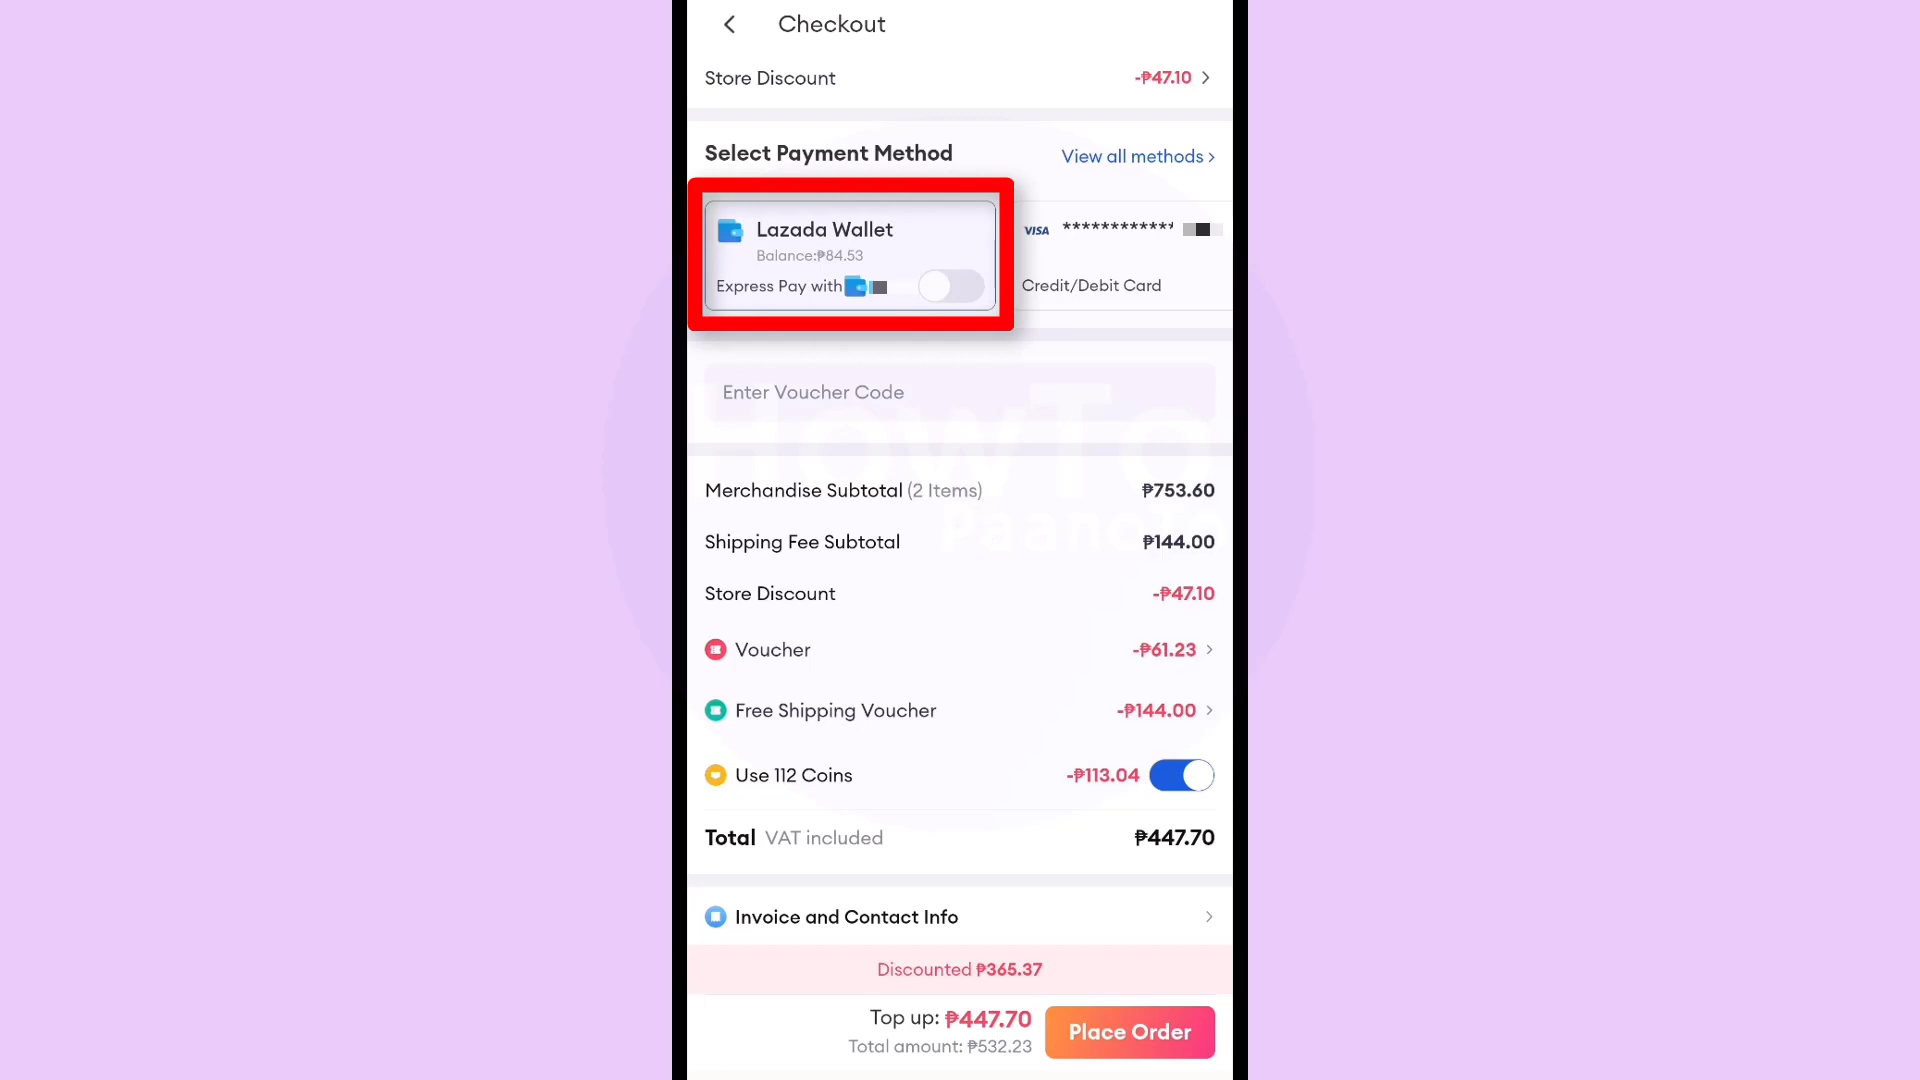 Checkout
Store Discount -₱47.10
Select Payment Method View all methods
Lazada Wallet
Balance:₱84.53
Express Pay with
VISA ************
Credit/Debit Card
Enter Voucher Code
HowTo
PaanoTo
Merchandise Subtotal (2 Items) ₱753.60
Shipping Fee Subtotal ₱144.00
Store Discount -₱47.10
Voucher -₱61.23
Free Shipping Voucher -₱144.00
Use 112 Coins -₱113.04
Total VAT included ₱447.70
Invoice and Contact Info
Discounted ₱365.37
Top up: ₱447.70
Total amount: ₱532.23
Place Order